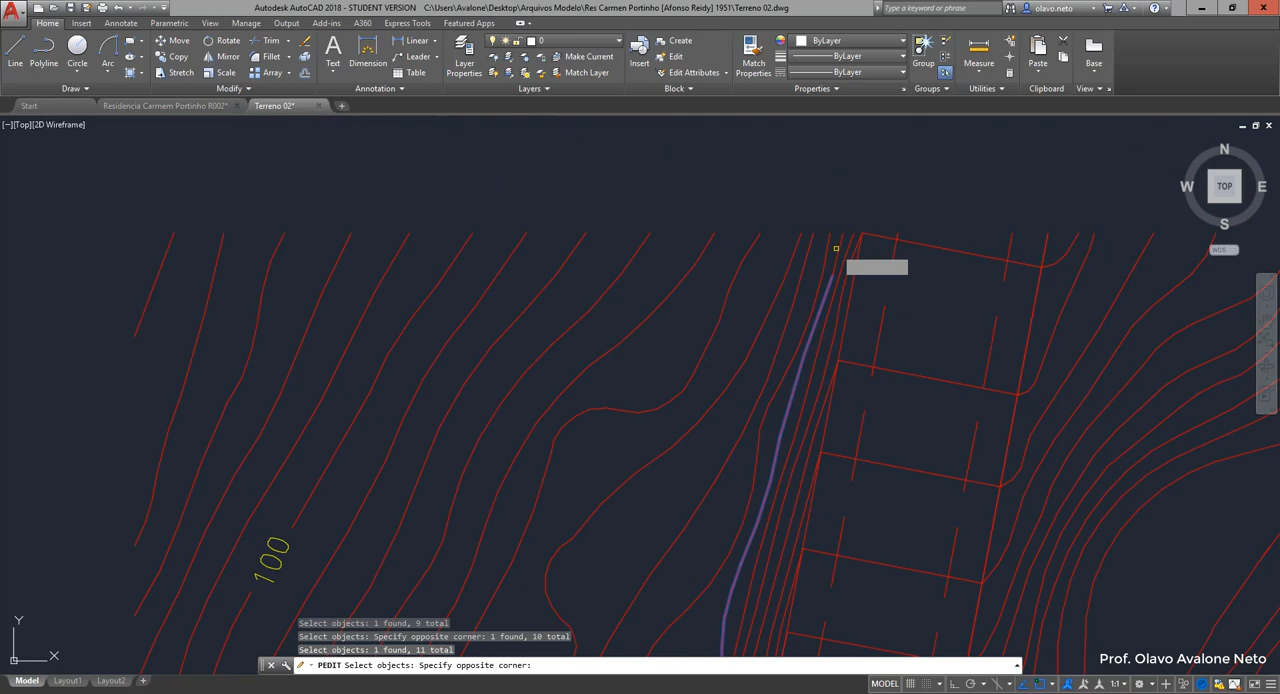 Autodesk AutoCAD 2018 - STUDENT VERSION C:\Users\Avalone\Desktop\Arquivos Modelo\Res Carmen Portinho [Afonso Reidy] 1951\Terreno 02.dwg
Type a keyword or phrase
olavo.neto
Home Insert Annotate Parametric View Manage Output Add-ins A360 Express Tools Featured Apps
Line Polyline Circle Arc
Move Rotate Trim
Copy Mirror Fillet
Stretch Scale Array
Text Dimension
Linear
Leader
Table
Layer Properties
0
Make Current
Match Layer
Insert
Create
Edit
Edit Attributes
Match Properties
ByLayer
ByLayer
ByLayer
Group
Measure
Paste
Base
Draw Modify Annotation Layers Block Properties Groups Utilities Clipboard View
Start Residencia Carmem Portinho R002* Terreno 02*
[−][Top][2D Wireframe]
N
W TOP E
S
WCS
100
Y
X
Select objects: 1 found, 9 total
Select objects: Specify opposite corner: 1 found, 10 total
Select objects: 1 found, 11 total
PEDIT Select objects: Specify opposite corner:
Prof. Olavo Avalone Neto
Model Layout1 Layout2 +
MODEL 1:1